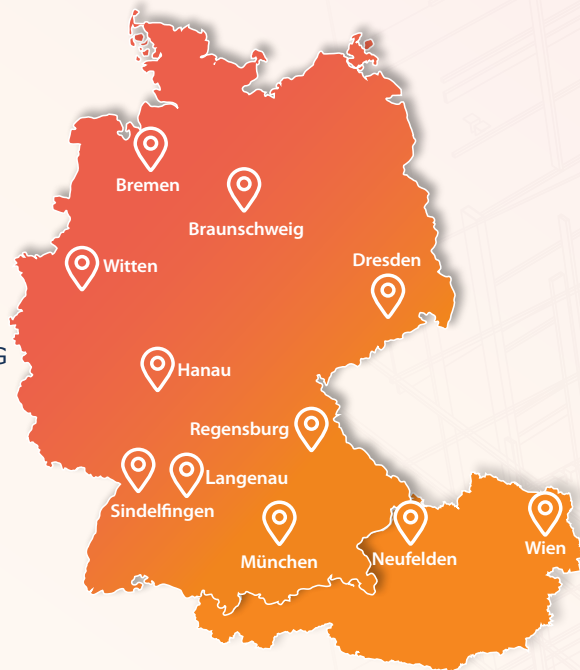 Bremen
Braunschweig
Witten
Dresden
G
Hanau
Regensburg
Langenau
Sindelfingen
München
Neufelden
Wien